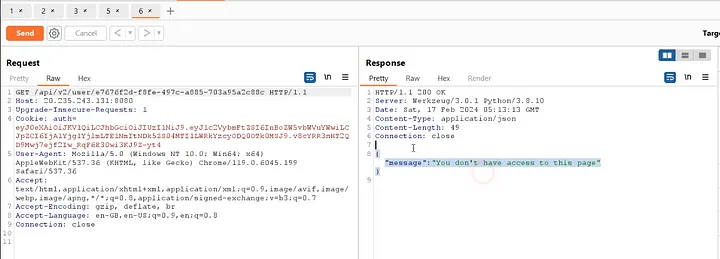 1 × 2 × 3 × 5 × 6 × +
Send Cancel < > Targe
Request
Pretty Raw Hex \n
1 GET /api/v2/user/e7676f2d-f8fe-497c-a885-703a95a2c88c HTTP/1.1
2 Host: 20.235.243.131:8080
3 Upgrade-Insecure-Requests: 1
4 Cookie: auth=
5 User-Agent: Mozilla/5.0 (Windows NT 10.0; Win64; x64)
AppleWebKit/537.36 (KHTML, like Gecko) Chrome/119.0.6045.199
Safari/537.36
6 Accept:
text/html,application/xhtml+xml,application/xml;q=0.9,image/avif,image/
webp,image/apng,*/*;q=0.8,application/signed-exchange;v=b3;q=0.7
7 Accept-Encoding: gzip, deflate, br
8 Accept-Language: en-GB,en-US;q=0.9,en;q=0.8
9 Connection: close
10
11
Response
Pretty Raw Hex Render \n
1 HTTP/1.1 200 OK
2 Server: Werkzeug/3.0.1 Python/3.8.10
3 Date: Sat, 17 Feb 2024 05:13:13 GMT
4 Content-Type: application/json
5 Content-Length: 49
6 Connection: close
7
8 {
"message":"You don't have access to this page"
}
9